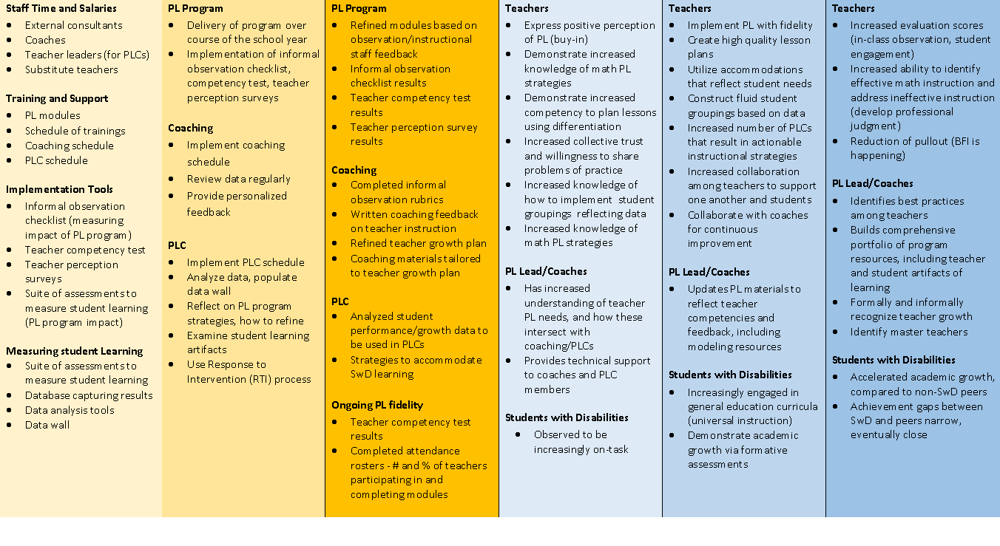 Staff Time and Salaries
● External consultants
● Coaches
● Teacher leaders (for PLCs)
● Substitute teachers
Training and Support
● PL modules
● Schedule of trainings
● Coaching schedule
● PLC schedule
Implementation Tools
● Informal observation
checklist (measuring
impact of PL program)
● Teacher competency test
● Teacher perception
surveys
● Suite of assessments to
measure student learning
(PL program impact)
Measuring student Learning
● Suite of assessments to
measure student learning
● Database capturing results
● Data analysis tools
● Data wall
PL Program
● Delivery of program over
course of the school year
● Implementation of informal
observation checklist,
competency test, teacher
perception surveys
Coaching
● Implement coaching
schedule
● Review data regularly
● Provide personalized
feedback
PLC
● Implement PLC schedule
● Analyze data, populate
data wall
● Reflect on PL program
strategies, how to refine
● Examine student learning
artifacts
● Use Response to
Intervention (RTI) process
PL Program
● Refined modules based on
observation/instructional
staff feedback
● Informal observation
checklist results
● Teacher competency test
results
● Teacher perception survey
results
Coaching
● Completed informal
observation rubrics
● Written coaching feedback
on teacher instruction
● Refined teacher growth plan
● Coaching materials tailored
to teacher growth plan
PLC
● Analyzed student
performance/growth data to
be used in PLCs
● Strategies to accommodate
SwD learning
Ongoing PL fidelity
● Teacher competency test
results
● Completed attendance
rosters - # and % of teachers
participating in and
completing modules
Teachers
● Express positive perception
of PL (buy-in)
● Demonstrate increased
knowledge of math PL
strategies
● Demonstrate increased
competency to plan lessons
using differentiation
● Increased collective trust
and willingness to share
problems of practice
● Increased knowledge of
how to implement student
groupings reflecting data
● Increased knowledge of
math PL strategies
PL Lead/Coaches
● Has increased
understanding of teacher
PL needs, and how these
intersect with
coaching/PLCs
● Provides technical support
to coaches and PLC
members
Students with Disabilities
● Observed to be
increasingly on-task
Teachers
● Implement PL with fidelity
● Create high quality lesson
plans
● Utilize accommodations
that reflect student needs
● Construct fluid student
groupings based on data
● Increased number of PLCs
that result in actionable
instructional strategies
● Increased collaboration
among teachers to support
one another and students
● Collaborate with coaches
for continuous
improvement
PL Lead/Coaches
● Updates PL materials to
reflect teacher
competencies and
feedback, including
modeling resources
Students with Disabilities
● Increasingly engaged in
general education curricula
(universal instruction)
● Demonstrate academic
growth via formative
assessments
Teachers
● Increased evaluation scores
(in-class observation, student
engagement)
● Increased ability to identify
effective math instruction and
address ineffective instruction
(develop professional
judgment)
● Reduction of pullout (BFI is
happening)
PL Lead/Coaches
● Identifies best practices
among teachers
● Builds comprehensive
portfolio of program
resources, including teacher
and student artifacts of
learning
● Formally and informally
recognize teacher growth
● Identify master teachers
Students with Disabilities
● Accelerated academic growth,
compared to non-SwD peers
● Achievement gaps between
SwD and peers narrow,
eventually close